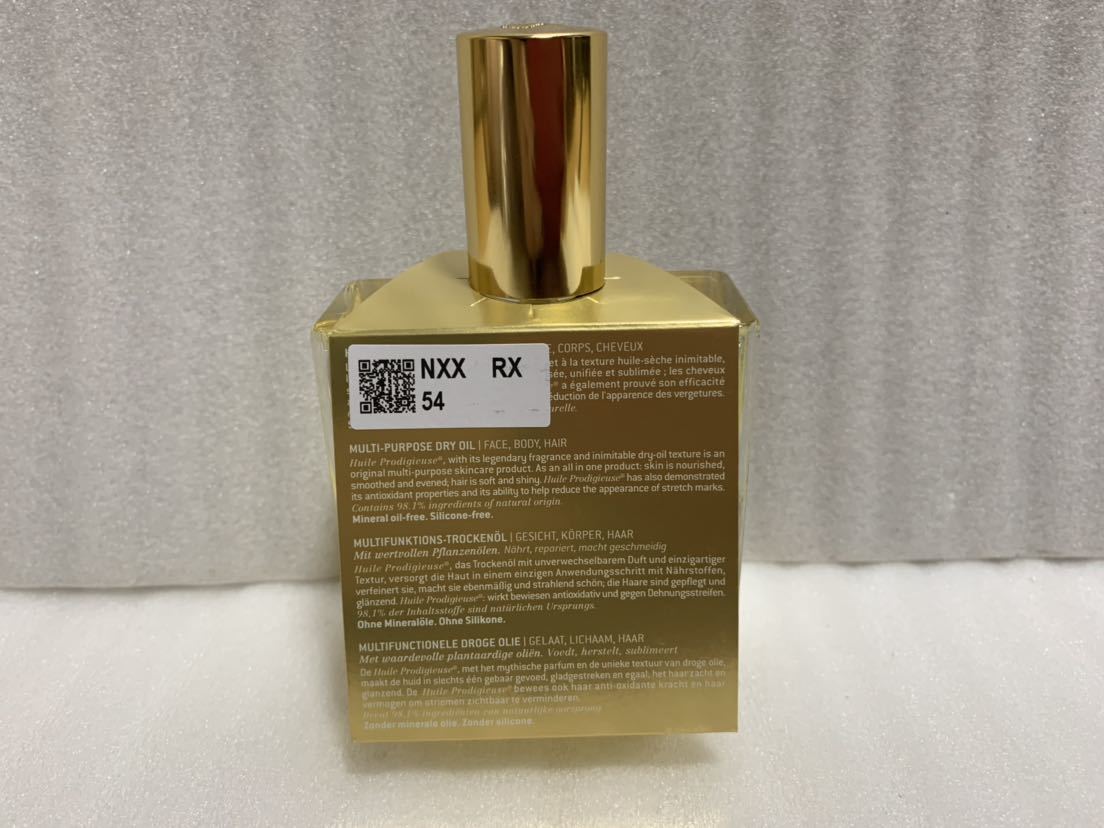 NXX RX
54
, CORPS, CHEVEUX
et à la texture huile-sèche inimitable,
sée, unifiée et sublimée ; les cheveux
® a également prouvé son efficacité
éduction de l'apparence des vergetures.
urelle.
MULTI-PURPOSE DRY OIL | FACE, BODY, HAIR
Huile Prodigieuse®, with its legendary fragrance and inimitable dry-oil texture is an
original multi-purpose skincare product. As an all in one product: skin is nourished,
smoothed and evened; hair is soft and shiny. Huile Prodigieuse® has also demonstrated
its antioxidant properties and its ability to help reduce the appearance of stretch marks.
Contains 98.1% ingredients of natural origin.
Mineral oil-free. Silicone-free.
MULTIFUNKTIONS-TROCKENÖL | GESICHT, KÖRPER, HAAR
Mit wertvollen Pflanzenölen. Nährt, repariert, macht geschmeidig
Huile Prodigieuse®, das Trockenöl mit unverwechselbarem Duft und einzigartiger
Textur, versorgt die Haut in einem einzigen Anwendungsschritt mit Nährstoffen,
verfeinert sie, macht sie ebenmäßig und strahlend schön; die Haare sind gepflegt und
glänzend. Huile Prodigieuse®: wirkt bewiesen antioxidativ und gegen Dehnungsstreifen.
98,1% der Inhaltsstoffe sind natürlichen Ursprungs.
Ohne Mineralöle. Ohne Silikone.
MULTIFUNCTIONELE DROGE OLIE | GELAAT, LICHAAM, HAAR
Met waardevolle plantaardige oliën. Voedt, herstelt, sublimeert
De Huile Prodigieuse®, met het mythische parfum en de unieke textuur van droge olie,
maakt de huid in slechts één gebaar gevoed, gladgestreken en egaal, het haar zacht en
glanzend. De Huile Prodigieuse® bewees ook haar anti-oxidante kracht en haar
vermogen om striemen zichtbaar te verminderen.
Bevat 98,1% ingrediënten van natuurlijke oorsprong
Zonder minerale olie. Zonder silicone.